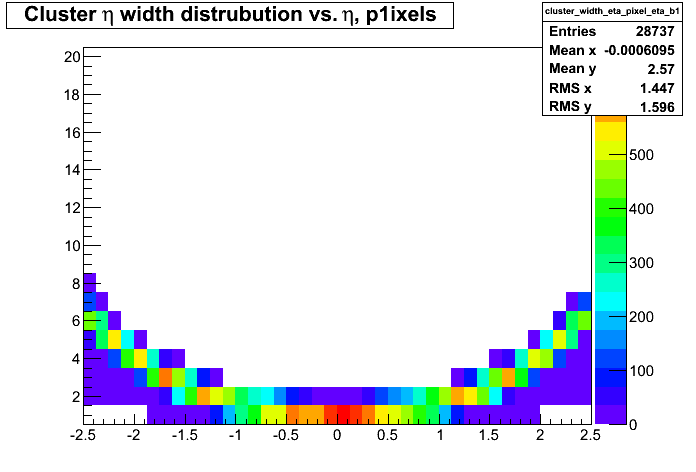 Cluster η width distrubution vs. η, p1ixels
cluster_width_eta_pixel_eta_b1
Entries 28737
Mean x -0.0006095
Mean y 2.57
RMS x 1.447
RMS y 1.596
20
18
16
14
12
10
8
6
4
2
500
400
300
200
100
0
-2.5 -2 -1.5 -1 -0.5 0 0.5 1 1.5 2 2.5